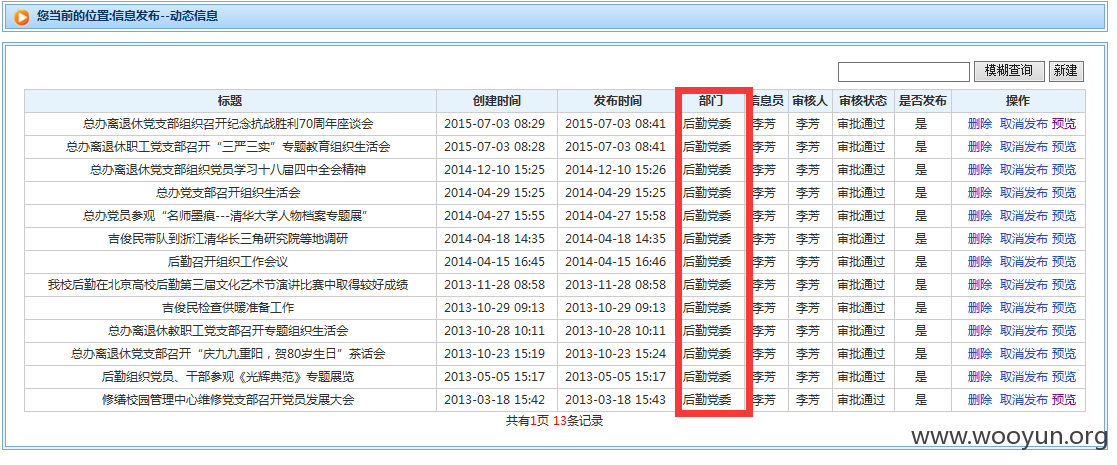 您当前的位置:信息发布--动态信息
模糊查询 新建
标题 创建时间 发布时间 部门 信息员 审核人 审核状态 是否发布 操作
总办离退休党支部组织召开纪念抗战胜利70周年座谈会 2015-07-03 08:29 2015-07-03 08:41 后勤党委 李芳 李芳 审批通过 是 删除 取消发布 预览
总办离退休职工党支部召开“三严三实”专题教育组织生活会 2015-07-03 08:28 2015-07-03 08:41 后勤党委 李芳 李芳 审批通过 是 删除 取消发布 预览
总办离退休党支部组织党员学习十八届四中全会精神 2014-12-10 15:25 2014-12-10 15:26 后勤党委 李芳 李芳 审批通过 是 删除 取消发布 预览
总办党支部召开组织生活会 2014-04-29 15:25 2014-04-29 15:25 后勤党委 李芳 李芳 审批通过 是 删除 取消发布 预览
总办党员参观“名师墨痕---清华大学人物档案专题展” 2014-04-27 15:55 2014-04-27 15:58 后勤党委 李芳 李芳 审批通过 是 删除 取消发布 预览
吉俊民带队到浙江清华长三角研究院等地调研 2014-04-18 14:35 2014-04-18 14:35 后勤党委 李芳 李芳 审批通过 是 删除 取消发布 预览
后勤召开组织工作会议 2014-04-15 16:45 2014-04-15 16:46 后勤党委 李芳 李芳 审批通过 是 删除 取消发布 预览
我校后勤在北京高校后勤第三届文化艺术节演讲比赛中取得较好成绩 2013-11-28 08:58 2013-11-28 08:58 后勤党委 李芳 李芳 审批通过 是 删除 取消发布 预览
吉俊民检查供暖准备工作 2013-10-29 09:13 2013-10-29 09:13 后勤党委 李芳 李芳 审批通过 是 删除 取消发布 预览
总办离退休教职工党支部召开专题组织生活会 2013-10-28 10:11 2013-10-28 10:11 后勤党委 李芳 李芳 审批通过 是 删除 取消发布 预览
总办离退休党支部召开“庆九九重阳，贺80岁生日”茶话会 2013-10-23 15:19 2013-10-23 15:24 后勤党委 李芳 李芳 审批通过 是 删除 取消发布 预览
后勤组织党员、干部参观《光辉典范》专题展览 2013-05-05 15:17 2013-05-05 15:17 后勤党委 李芳 李芳 审批通过 是 删除 取消发布 预览
修缮校园管理中心维修党支部召开党员发展大会 2013-03-18 15:42 2013-03-18 15:43 后勤党委 李芳 李芳 审批通过 是 删除 取消发布 预览
共有1页 13条记录
www.wooyun.org